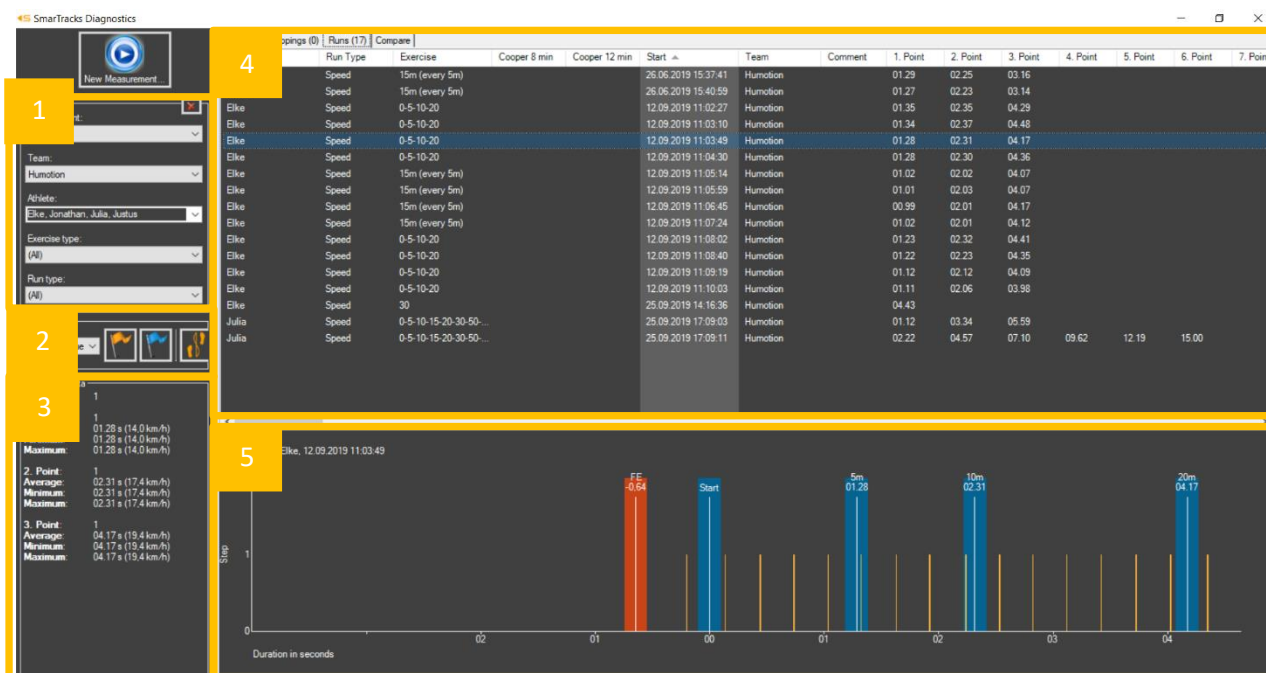 SmarTracks Diagnostics
New Measurement...
1
Team:
Humotion
Athlete:
Elke, Jonathan, Julia, Justus
Exercise type:
(All)
Run type:
(All)
2
3
1
1
01.28 s (14,0 km/h)
01.28 s (14,0 km/h)
Maximum: 01.28 s (14,0 km/h)
2. Point: 1
Average: 02.31 s (17,4 km/h)
Minimum: 02.31 s (17,4 km/h)
Maximum: 02.31 s (17,4 km/h)
3. Point: 1
Average: 04.17 s (19,4 km/h)
Minimum: 04.17 s (19,4 km/h)
Maximum: 04.17 s (19,4 km/h)
4
ppings (0) Runs (17) Compare
Run Type Exercise Cooper 8 min Cooper 12 min Start Team Comment 1. Point 2. Point 3. Point 4. Point 5. Point 6. Point 7. Poin
Speed 15m (every 5m) 26.06.2019 15:37:41 Humotion 01.29 02.25 03.16
Speed 15m (every 5m) 26.06.2019 15:40:59 Humotion 01.27 02.23 03.14
Elke Speed 0-5-10-20 12.09.2019 11:02:27 Humotion 01.35 02.35 04.29
Elke Speed 0-5-10-20 12.09.2019 11:03:10 Humotion 01.34 02.37 04.48
Elke Speed 0-5-10-20 12.09.2019 11:03:49 Humotion 01.28 02.31 04.17
Elke Speed 0-5-10-20 12.09.2019 11:04:30 Humotion 01.28 02.30 04.36
Elke Speed 15m (every 5m) 12.09.2019 11:05:14 Humotion 01.02 02.02 04.07
Elke Speed 15m (every 5m) 12.09.2019 11:05:59 Humotion 01.01 02.03 04.07
Elke Speed 15m (every 5m) 12.09.2019 11:06:45 Humotion 00.99 02.01 04.17
Elke Speed 15m (every 5m) 12.09.2019 11:07:24 Humotion 01.02 02.01 04.12
Elke Speed 0-5-10-20 12.09.2019 11:08:02 Humotion 01.23 02.32 04.41
Elke Speed 0-5-10-20 12.09.2019 11:08:40 Humotion 01.22 02.23 04.35
Elke Speed 0-5-10-20 12.09.2019 11:09:19 Humotion 01.12 02.12 04.09
Elke Speed 0-5-10-20 12.09.2019 11:10:03 Humotion 01.11 02.06 03.98
Elke Speed 30 25.09.2019 14:16:36 Humotion 04.43
Julia Speed 0-5-10-15-20-30-50-... 25.09.2019 17:09:03 Humotion 01.12 03.34 05.59
Julia Speed 0-5-10-15-20-30-50-... 25.09.2019 17:09:11 Humotion 02.22 04.57 07.10 09.62 12.19 15.00
5
Elke, 12.09.2019 11:03:49
FE 5m 10m 20m
-0.64 Start 01.28 02.31 04.17
Step
1
0
02 01 00 01 02 03 04
Duration in seconds